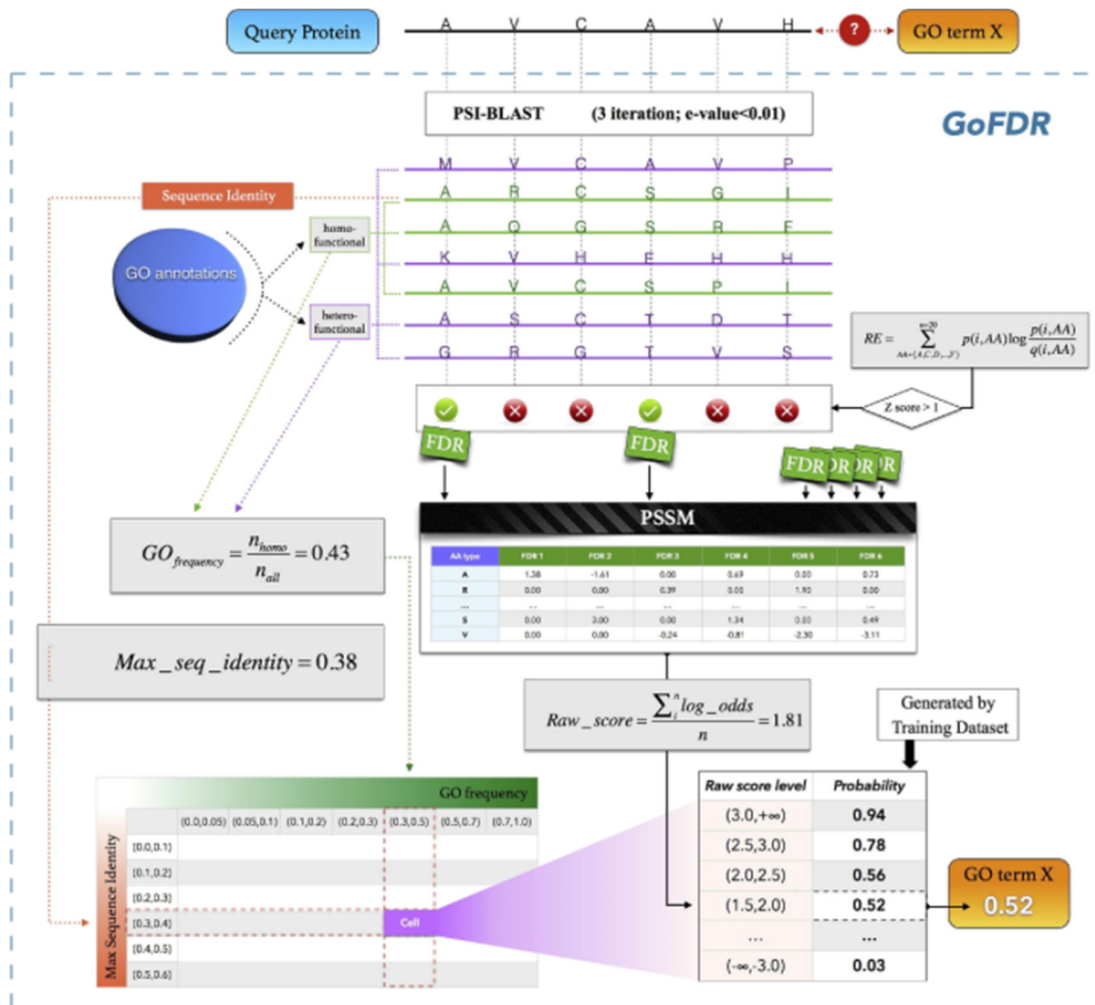 Query Protein
A V C A V H
?
GO term X
PSI-BLAST (3 iteration; e-value<0.01)
GoFDR
M V C A V P
Sequence Identity
A R C S G I
homo-
functional
A Q G S R F
GO annotations
K V H E H H
A V C S P I
hetero-
functional
A S C T D T
G R G T V S
RE = ∑ p(i,AA)log p(i,AA)/q(i,AA)
Z score > 1
FDR FDR
FDR
PSSM
GO_frequency = n_homo/n_all = 0.43
AA type FDR 1 FDR 2 FDR 3 FDR 4 FDR 5 FDR 6
A 1.38 -1.61 0.00 0.69 0.00 0.73
R 0.00 0.00 0.39 0.00 1.90 0.00
... ... ... ... ... ... ...
S 0.00 3.00 0.00 1.34 0.00 0.49
V 0.00 0.00 -0.24 -0.81 -2.30 -3.11
Max_seq_identity = 0.38
Raw_score = ∑_i^n log_odds/n = 1.81
Generated by
Training Dataset
GO frequency
Max Sequence Identity
(0.0,0.05) (0.05,0.1) (0.1,0.2) (0.2,0.3) (0.3,0.5) (0.5,0.7) (0.7,1.0)
(0.0,0.1)
(0.1,0.2)
(0.2,0.3)
(0.3,0.4) Cell
(0.4,0.5)
(0.5,0.6)
Raw score level Probability
(3.0,+∞) 0.94
(2.5,3.0) 0.78
(2.0,2.5) 0.56
(1.5,2.0) 0.52
... ...
(-∞,-3.0) 0.03
GO term X
0.52